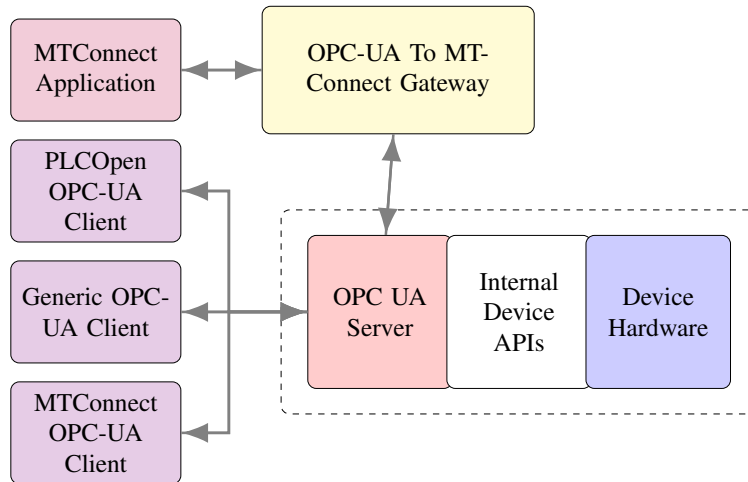 MTConnect
Application
OPC-UA To MT-
Connect Gateway
PLCOpen
OPC-UA
Client
Generic OPC-
UA Client
MTConnect
OPC-UA
Client
OPC UA
Server
Internal
Device
APIs
Device
Hardware